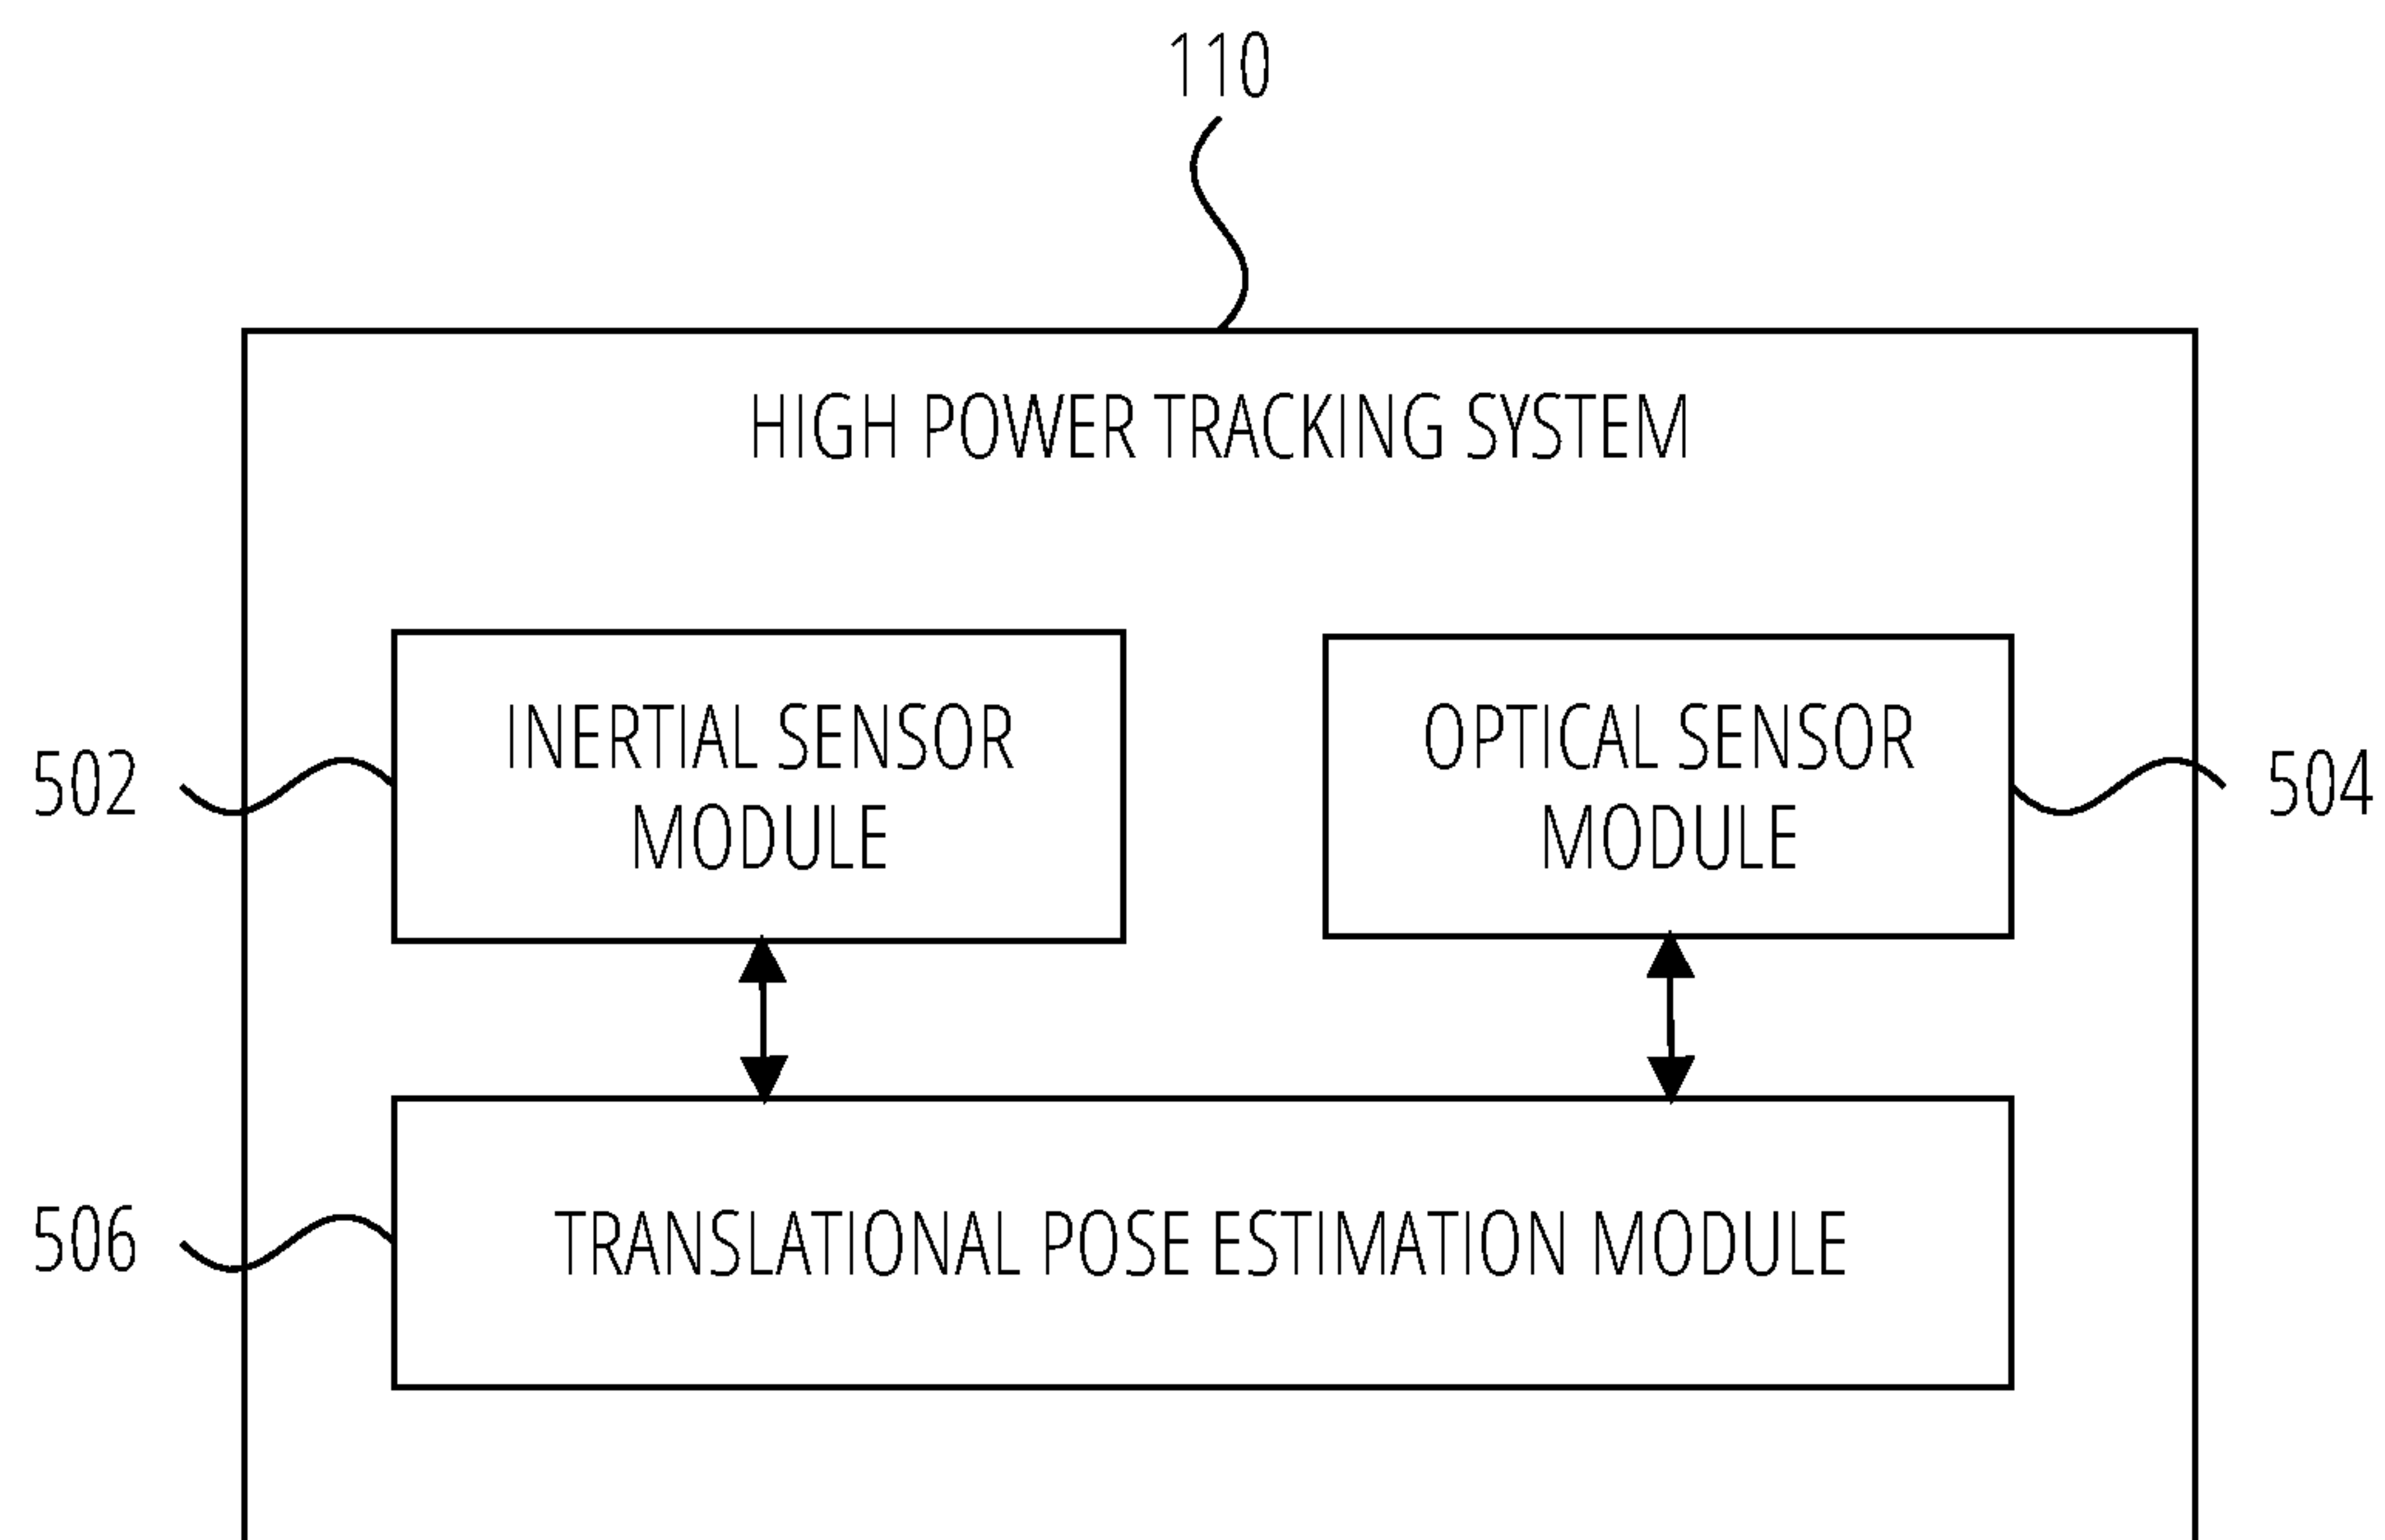 110
HIGH POWER TRACKING SYSTEM
INERTIAL SENSOR
MODULE
OPTICAL SENSOR
MODULE
502
504
TRANSLATIONAL POSE ESTIMATION MODULE
506